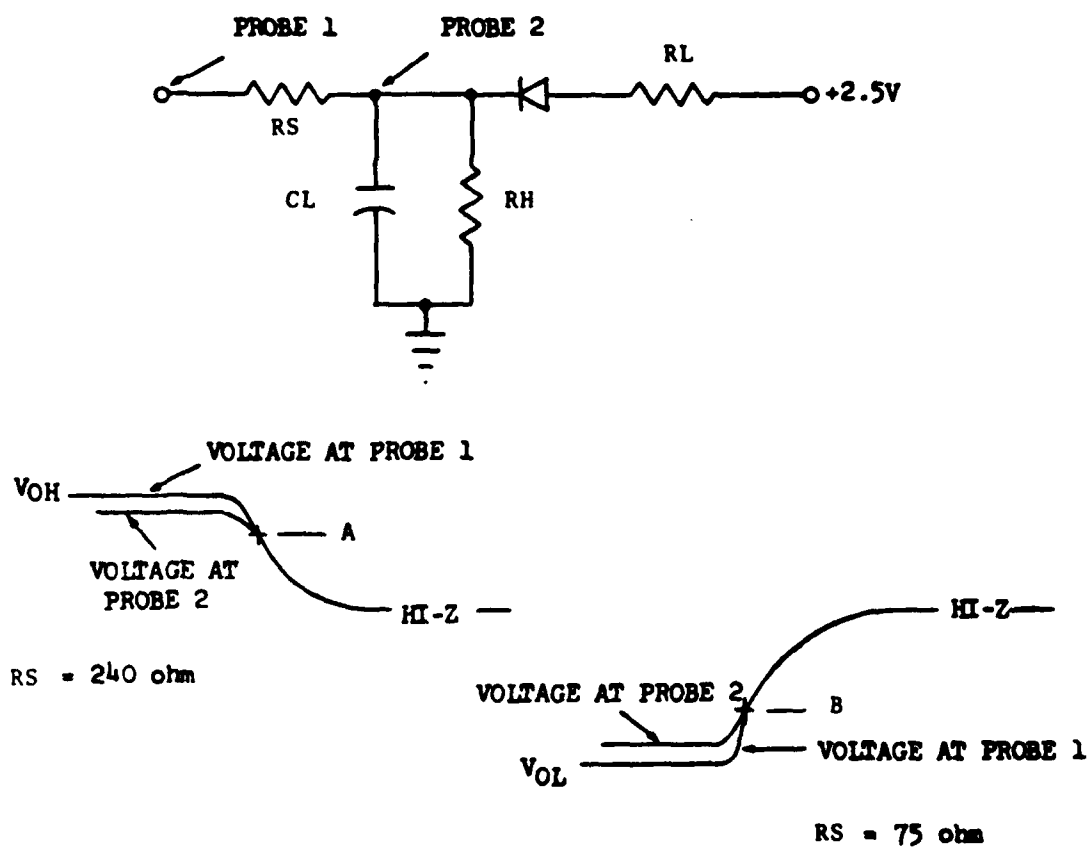 PROBE 1
PROBE 2
RL
+2.5V
RS
CL
RH
VOLTAGE AT PROBE 1
VOH
A
VOLTAGE AT
PROBE 2
HI-Z
RS = 240 ohm
HI-Z
VOLTAGE AT PROBE 2
B
VOLTAGE AT PROBE 1
VOL
RS = 75 ohm